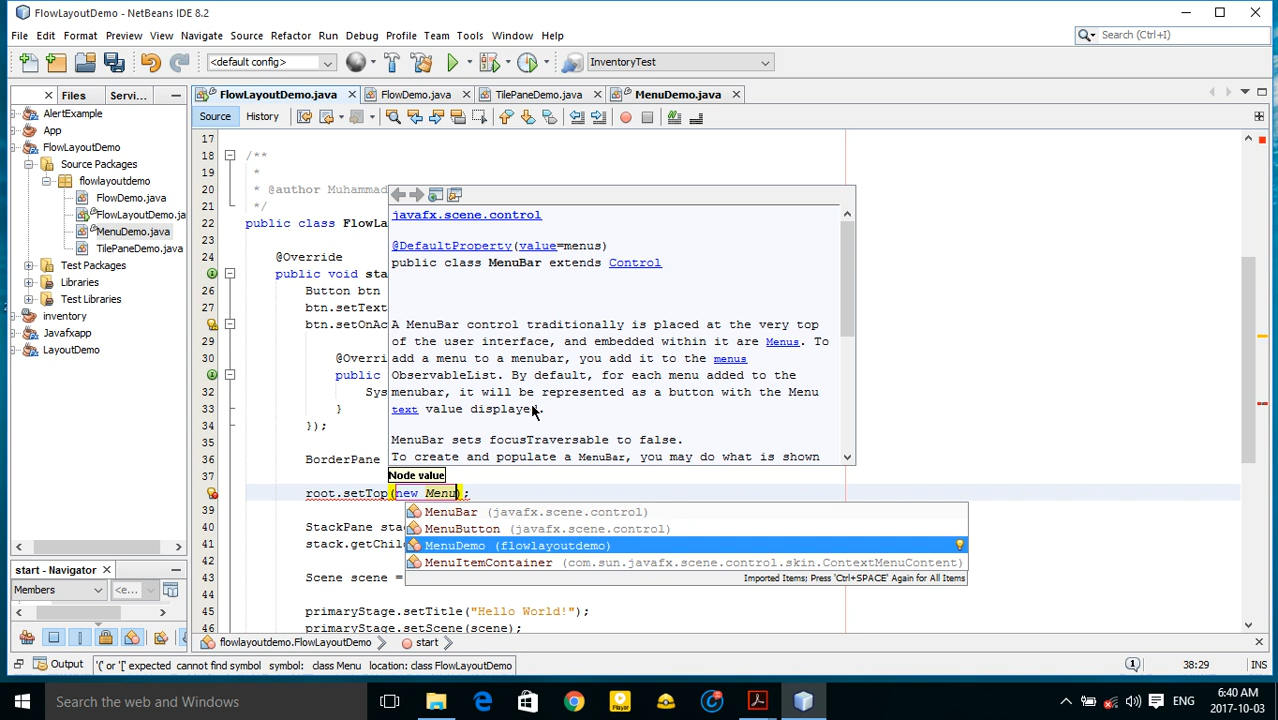 FlowLayoutDemo - NetBeans IDE 8.2
File Edit Format View Navigate Source Refactor Run Debug Profile Team Tools Window Help
Search (Ctrl+I)
<default config>
InventoryTest
Files
Servi...
FlowLayoutDemo.java
FlowDemo.java
TilePaneDemo.java
MenuDemo.java
Source
History
AlertExample
App
FlowLayoutDemo
Source Packages
flowlayoutdemo
FlowDemo.java
FlowLayoutDemo.ja
MenuDemo.java
TilePaneDemo.java
Test Packages
Libraries
Test Libraries
inventory
Javafxapp
LayoutDemo
17
18 /**
19 *
20 * @author Muhammad
21 */
22 public class FlowLa
23
24 @Override
25 public void sta
26 Button btn
27 btn.setText
btn.setOnAc
29
30 @Overri
public
32 Sys
33 }
34 });
35
36 BorderPane
37
root.setTop(new Menu);
39
40 StackPane stac
41 stack.getChil
42
43 Scene scene =
44
45 primaryStage.setTitle("Hello World!");
46 primaryStage.setScene(scene);
javafx.scene.control
@DefaultProperty(value=menus)
public class MenuBar extends Control
A MenuBar control traditionally is placed at the very top
of the user interface, and embedded within it are Menus. To
add a menu to a menubar, you add it to the menus
ObservableList. By default, for each menu added to the
menubar, it will be represented as a button with the Menu
text value displayed.
MenuBar sets focusTraversable to false.
To create and populate a MenuBar, you may do what is shown
Node value
MenuBar (javafx.scene.control)
MenuButton (javafx.scene.control)
MenuDemo (flowlayoutdemo)
MenuItemContainer (com.sun.javafx.scene.control.skin.ContextMenuContent)
Imported Items; Press 'Ctrl+SPACE' Again for All Items
start - Navigator
Members
<e...
flowlayoutdemo.FlowLayoutDemo
start
Output
'(' or '[' expected cannot find symbol symbol: class Menu location: class FlowLayoutDemo
1
38:29
INS
Search the web and Windows
Player
ENG
6:40 AM
2017-10-03